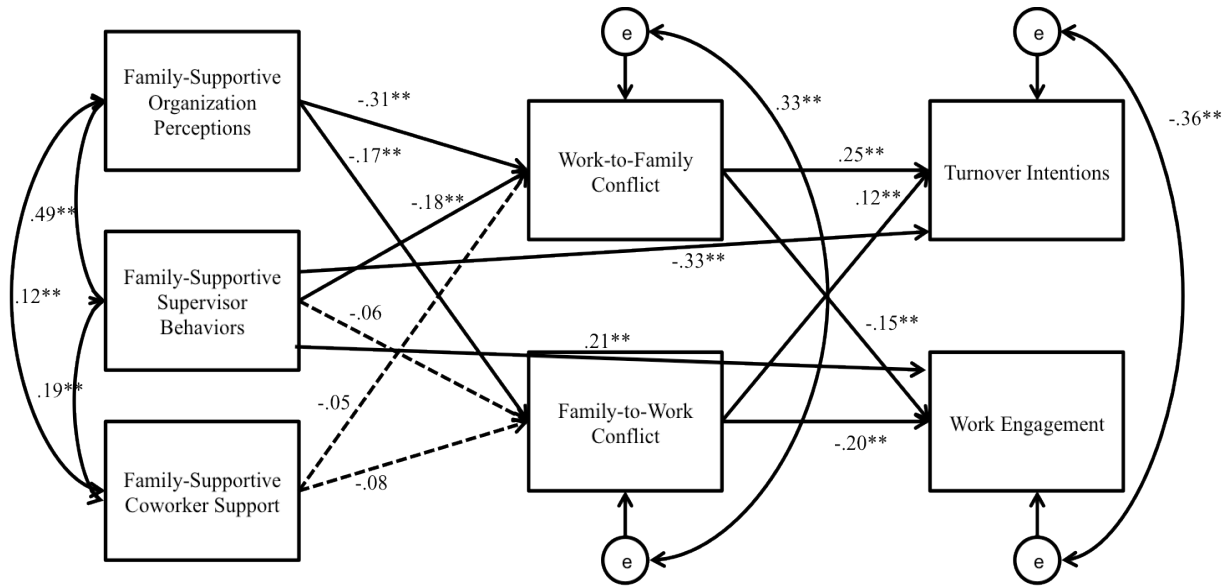 e
e
Family-Supportive
Organization
Perceptions
-.31**
.33**
-.36**
-.17**
Work-to-Family
Conflict
.25**
Turnover Intentions
.12**
-.18**
.49**
-.33**
Family-Supportive
Supervisor
Behaviors
.12**
-.06
-.15**
.21**
.19**
-.05
Family-to-Work
Conflict
Work Engagement
-.20**
Family-Supportive
Coworker Support
-.08
e
e